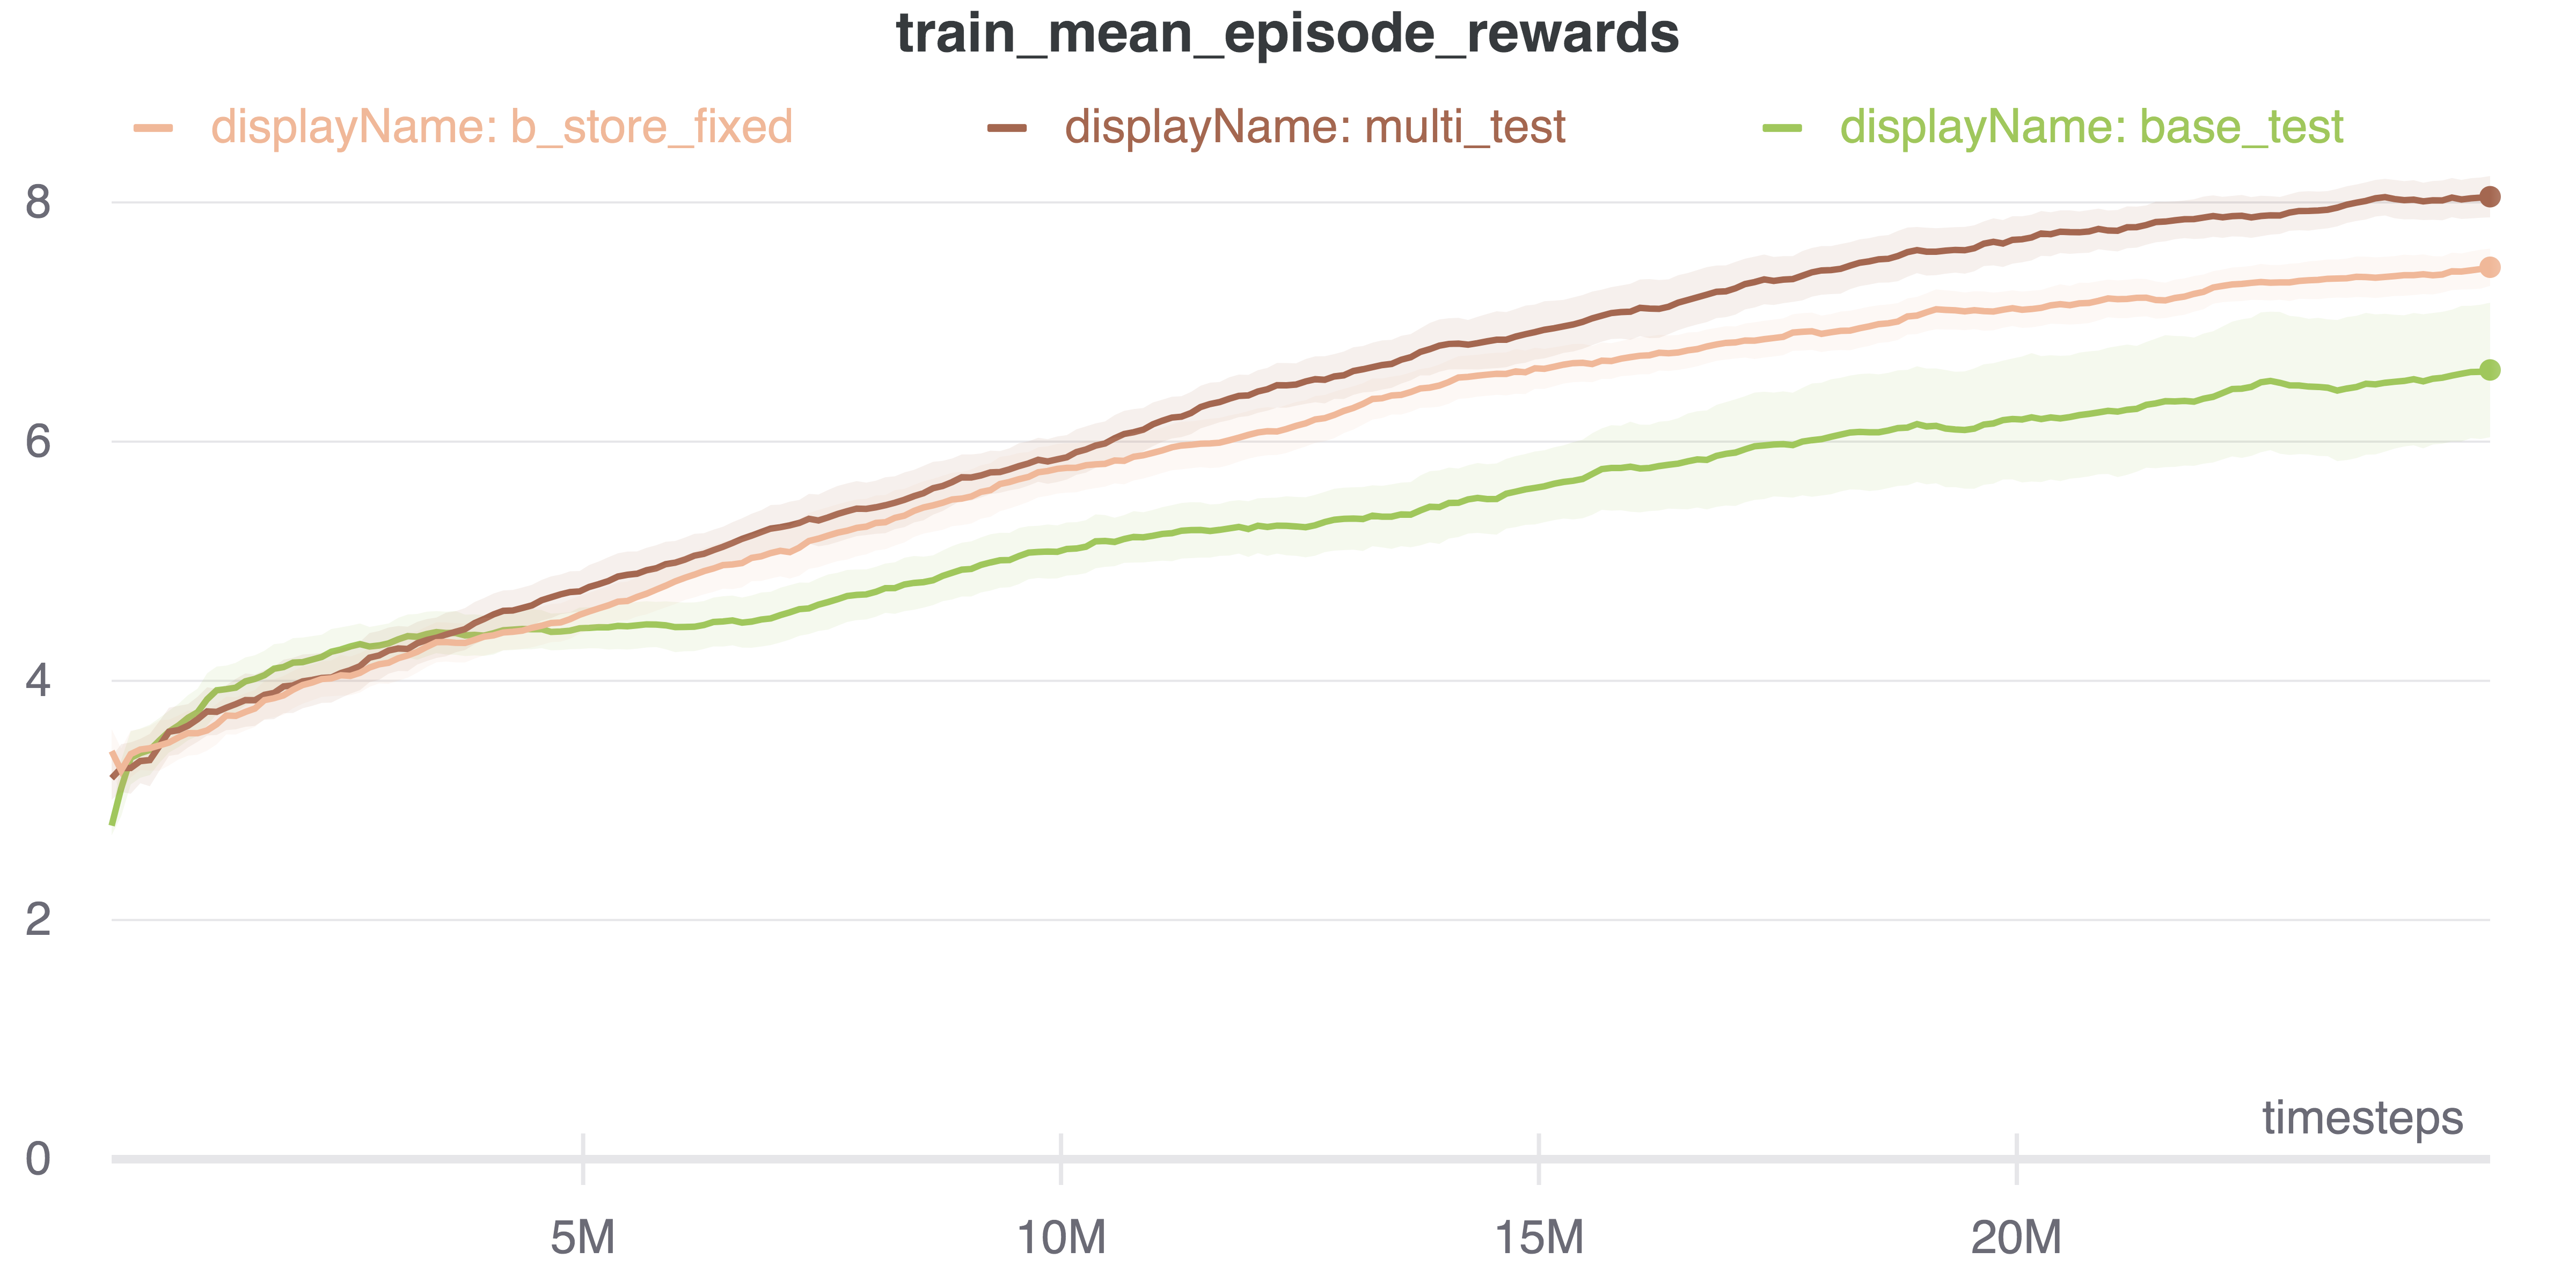 train_mean_episode_rewards
displayName: b_store_fixed displayName: multi_test displayName: base_test
8
6
4
2
timesteps
0
5M 10M 15M 20M